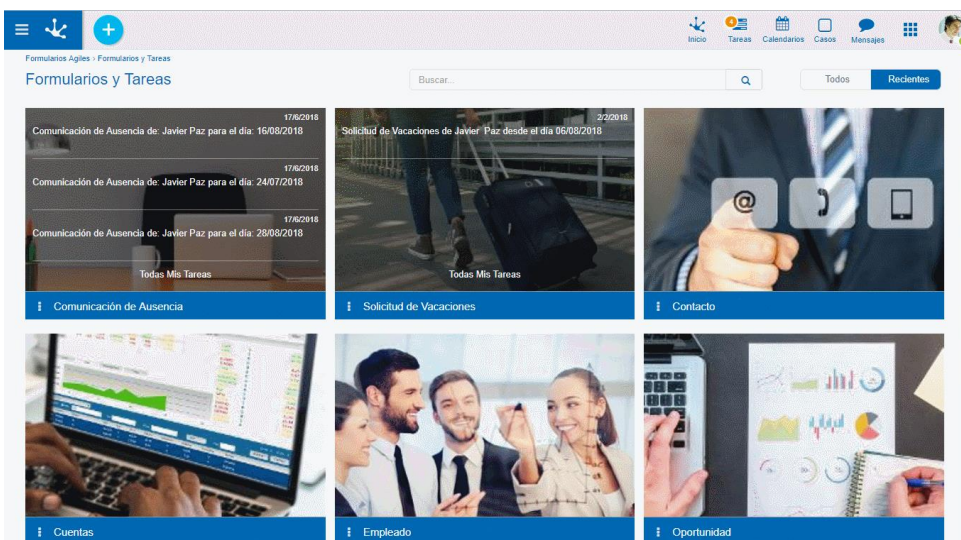 4
Inicio
Tareas
Calendarios
Casos
Mensajes
Formularios Agiles › Formularios y Tareas
Formularios y Tareas
Buscar...
Todos
Recientes
17/6/2018
Comunicación de Ausencia de: Javier Paz para el día: 16/08/2018
17/6/2018
Comunicación de Ausencia de: Javier Paz para el día: 24/07/2018
17/6/2018
Comunicación de Ausencia de: Javier Paz para el día: 28/08/2018
Todas Mis Tareas
Comunicación de Ausencia
2/2/2018
Solicitud de Vacaciones de Javier Paz desde el día 06/08/2018
Todas Mis Tareas
Solicitud de Vacaciones
@
Contacto
Cuentas
Empleado
Oportunidad